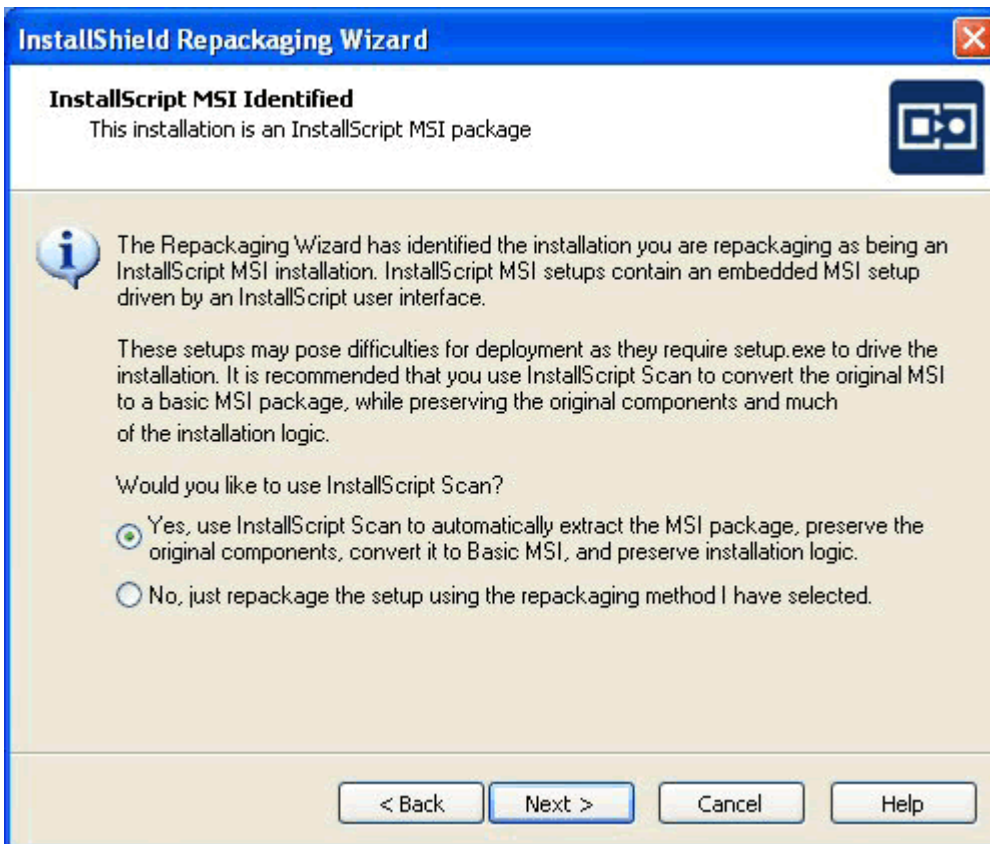 InstallShield Repackaging Wizard
InstallScript MSI Identified
This installation is an InstallScript MSI package
The Repackaging Wizard has identified the installation you are repackaging as being an
InstallScript MSI installation. InstallScript MSI setups contain an embedded MSI setup
driven by an InstallScript user interface.
These setups may pose difficulties for deployment as they require setup.exe to drive the
installation. It is recommended that you use InstallScript Scan to convert the original MSI
to a basic MSI package, while preserving the original components and much
of the installation logic.
Would you like to use InstallScript Scan?
Yes, use InstallScript Scan to automatically extract the MSI package, preserve the
original components, convert it to Basic MSI, and preserve installation logic.
No, just repackage the setup using the repackaging method I have selected.
< Back Next > Cancel Help